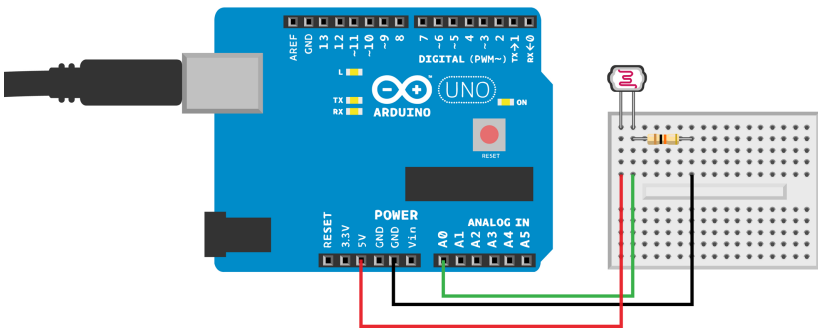 AREF
GND
13
12
~11
~10
~9
8
7
~6
~5
4
~3
2
TX→1
RX←0
DIGITAL (PWM~)
L
TX
RX
ARDUINO
UNO
ON
RESET
POWER
ANALOG IN
RESET
3.3V
5V
GND
GND
Vin
A0
A1
A2
A3
A4
A5